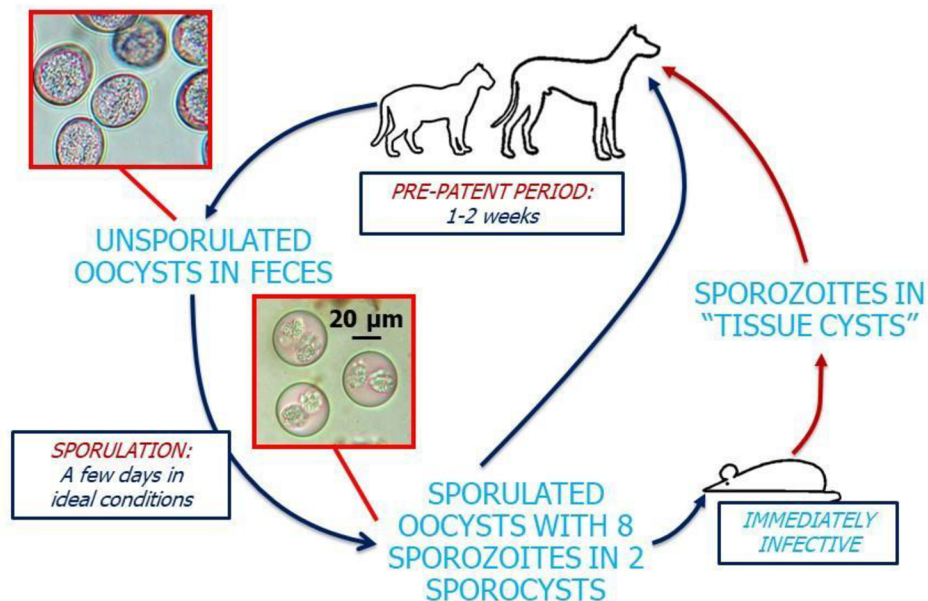 PRE-PATENT PERIOD:
1-2 weeks
UNSPORULATED
OOCYSTS IN FECES
20 µm
SPOROZOITES IN
“TISSUE CYSTS”
SPORULATION:
A few days in
ideal conditions
SPORULATED
OOCYSTS WITH 8
SPOROZOITES IN 2
SPOROCYSTS
IMMEDIATELY
INFECTIVE